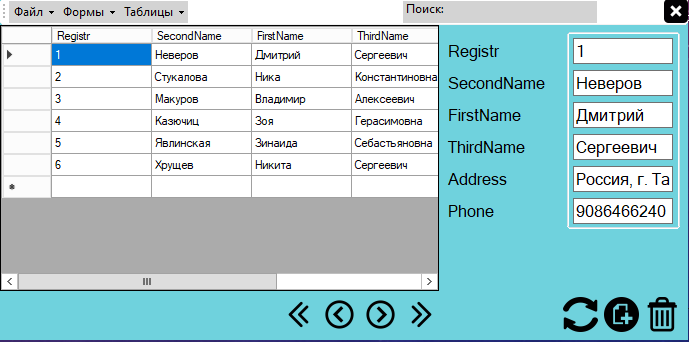 Файл Формы Таблицы Поиск:
Registr SecondName FirstName ThirdName
1 Неверов Дмитрий Сергеевич
2 Стукалова Ника Константиновна
3 Макуров Владимир Алексеевич
4 Казючиц Зоя Герасимовна
5 Явлинская Зинаида Себастьяновна
6 Хрущев Никита Сергеевич
Registr 1
SecondName Неверов
FirstName Дмитрий
ThirdName Сергеевич
Address Россия, г. Та
Phone 9086466240